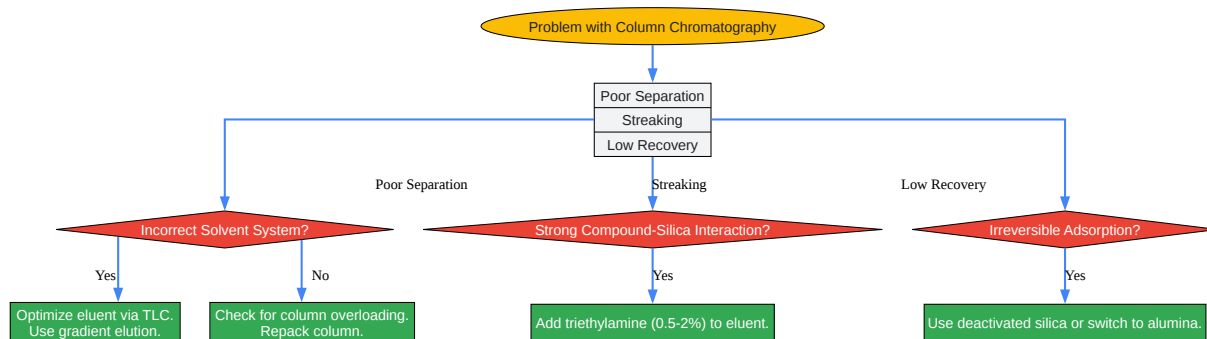 Problem with Column Chromatography
Poor Separation
Streaking
Low Recovery
Poor Separation
Streaking
Low Recovery
Incorrect Solvent System?
Strong Compound-Silica Interaction?
Irreversible Adsorption?
Yes
No
Yes
Yes
Optimize eluent via TLC.
Use gradient elution.
Check for column overloading.
Repack column.
Add triethylamine (0.5-2%) to eluent.
Use deactivated silica or switch to alumina.